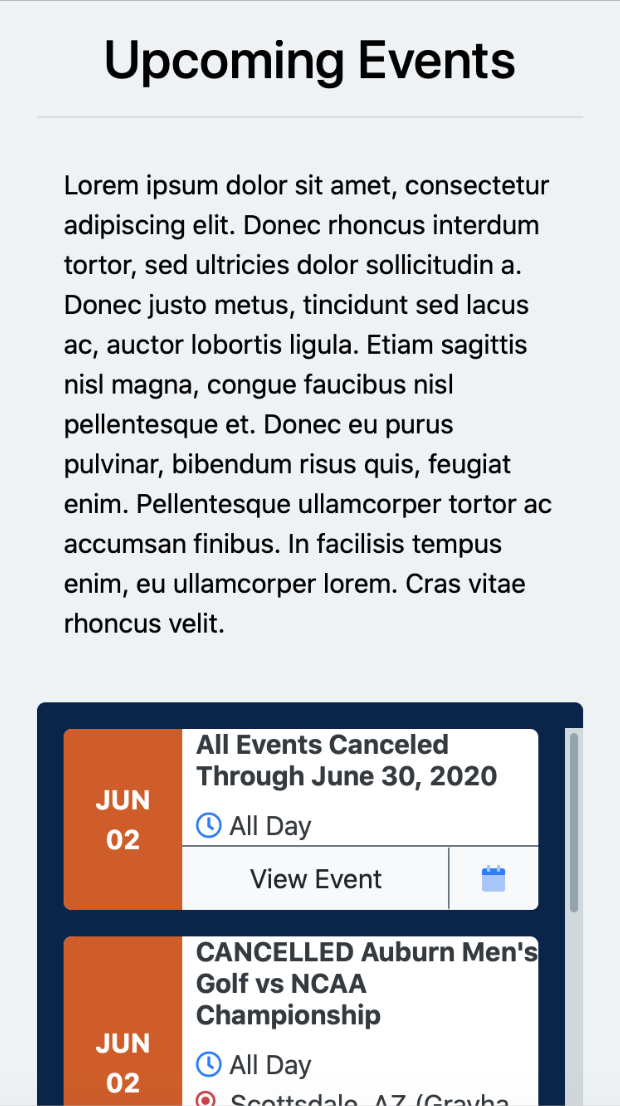 Upcoming Events
Lorem ipsum dolor sit amet, consectetur
adipiscing elit. Donec rhoncus interdum
tortor, sed ultricies dolor sollicitudin a.
Donec justo metus, tincidunt sed lacus
ac, auctor lobortis ligula. Etiam sagittis
nisl magna, congue faucibus nisl
pellentesque et. Donec eu purus
pulvinar, bibendum risus quis, feugiat
enim. Pellentesque ullamcorper tortor ac
accumsan finibus. In facilisis tempus
enim, eu ullamcorper lorem. Cras vitae
rhoncus velit.
JUN
02
All Events Canceled
Through June 30, 2020
All Day
View Event
JUN
02
CANCELLED Auburn Men's
Golf vs NCAA
Championship
All Day
Scottsdale, AZ (Grayha